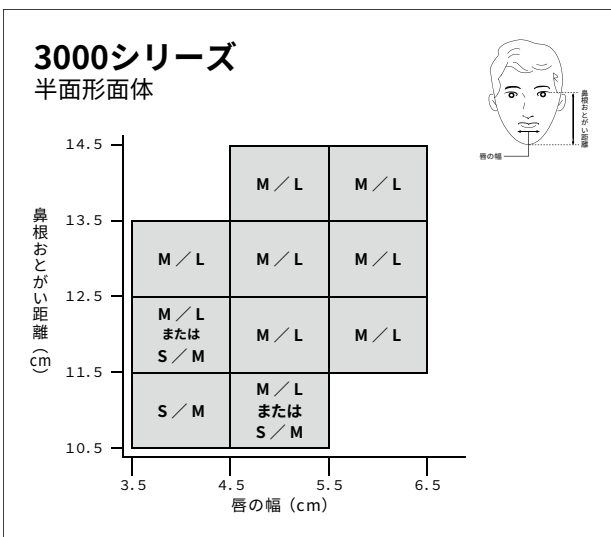 3000シリーズ
半面形面体
鼻根おとがい距離
唇の幅
鼻根おとがい距離（cm）
14.5
M／L M／L
13.5
M／L M／L M／L
12.5
M／L
または
S／M
M／L M／L
11.5
S／M
M／L
または
S／M
10.5
3.5 4.5 5.5 6.5
唇の幅（cm）